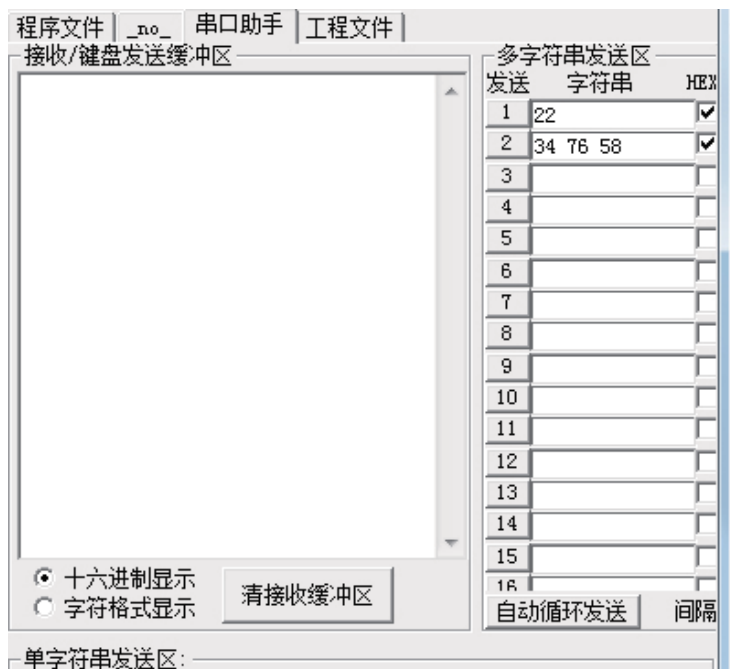 程序文件 _no_ 串口助手 工程文件
接收/键盘发送缓冲区
多字符串发送区
发送 字符串 HEX
1 22
2 34 76 58
3
4
5
6
7
8
9
10
11
12
13
14
15
16
十六进制显示
字符格式显示
清接收缓冲区
自动循环发送 间隔
单字符串发送区: